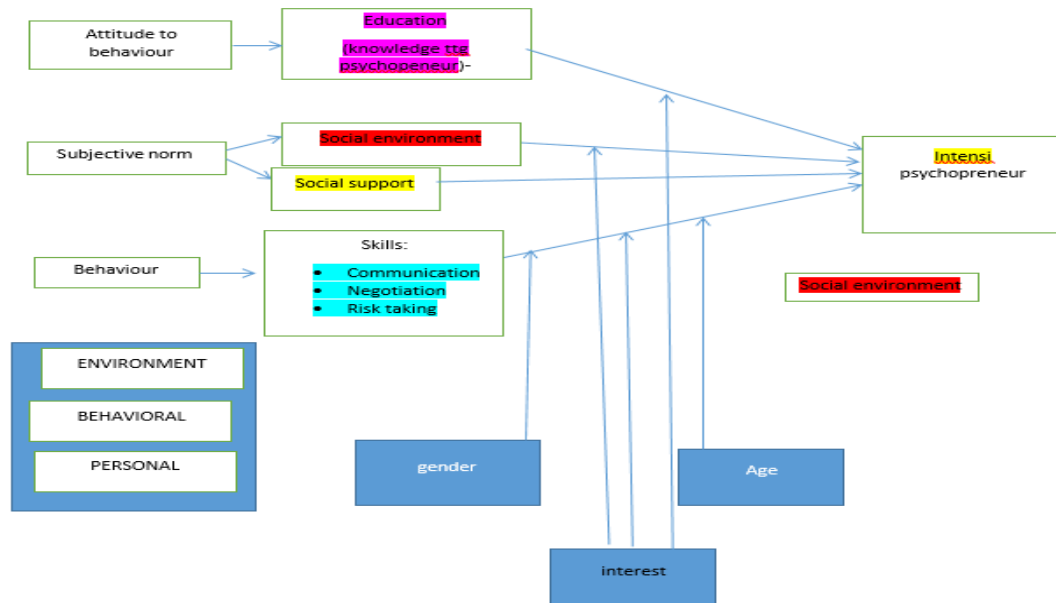 Attitude to
behaviour
Education
(knowledge ttg
psychopeneur)-
Subjective norm
Social environment
Social support
Intensi
psychopreneur
Behaviour
Skills:
• Communication
• Negotiation
• Risk taking
Social environment
ENVIRONMENT
BEHAVIORAL
PERSONAL
gender
Age
interest